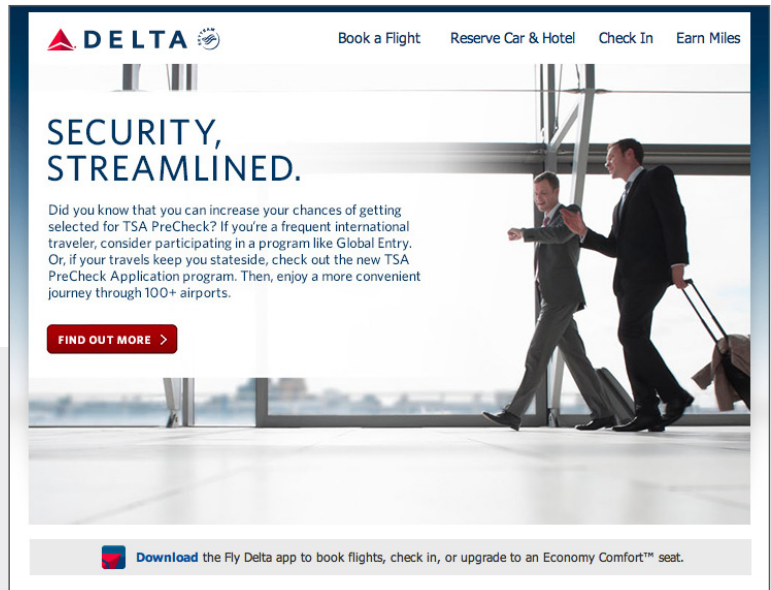 DELTA
Book a Flight Reserve Car & Hotel Check In Earn Miles
SECURITY,
STREAMLINED.
Did you know that you can increase your chances of getting
selected for TSA PreCheck? If you're a frequent international
traveler, consider participating in a program like Global Entry.
Or, if your travels keep you stateside, check out the new TSA
PreCheck Application program. Then, enjoy a more convenient
journey through 100+ airports.
FIND OUT MORE >
Download the Fly Delta app to book flights, check in, or upgrade to an Economy Comfort™ seat.